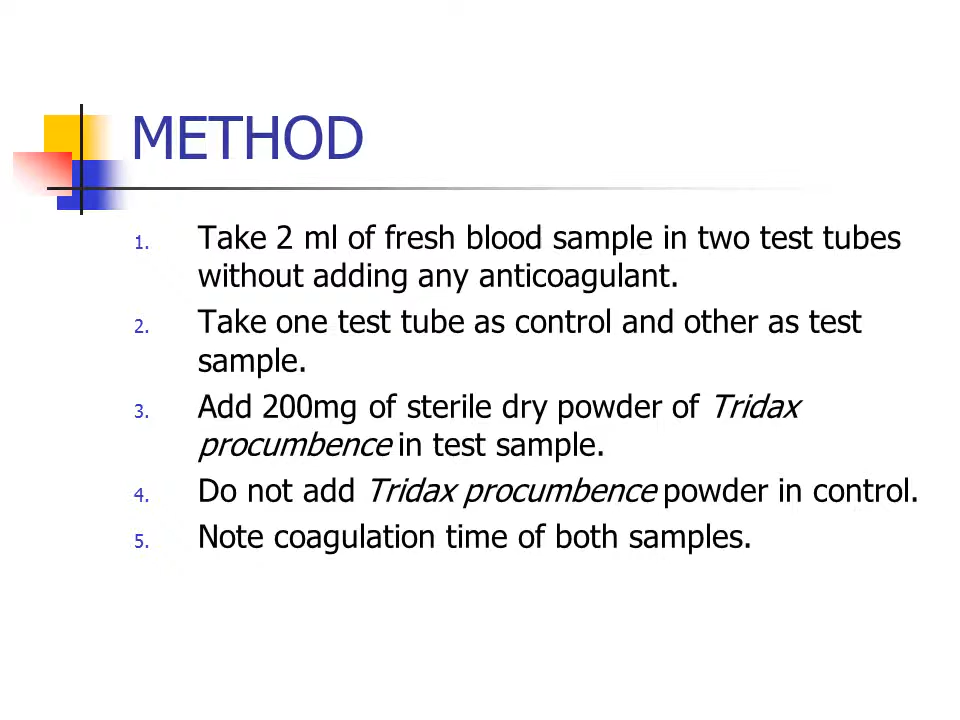 METHOD
1. Take 2 ml of fresh blood sample in two test tubes
without adding any anticoagulant.
2. Take one test tube as control and other as test
sample.
3. Add 200mg of sterile dry powder of Tridax
procumbence in test sample.
4. Do not add Tridax procumbence powder in control.
5. Note coagulation time of both samples.